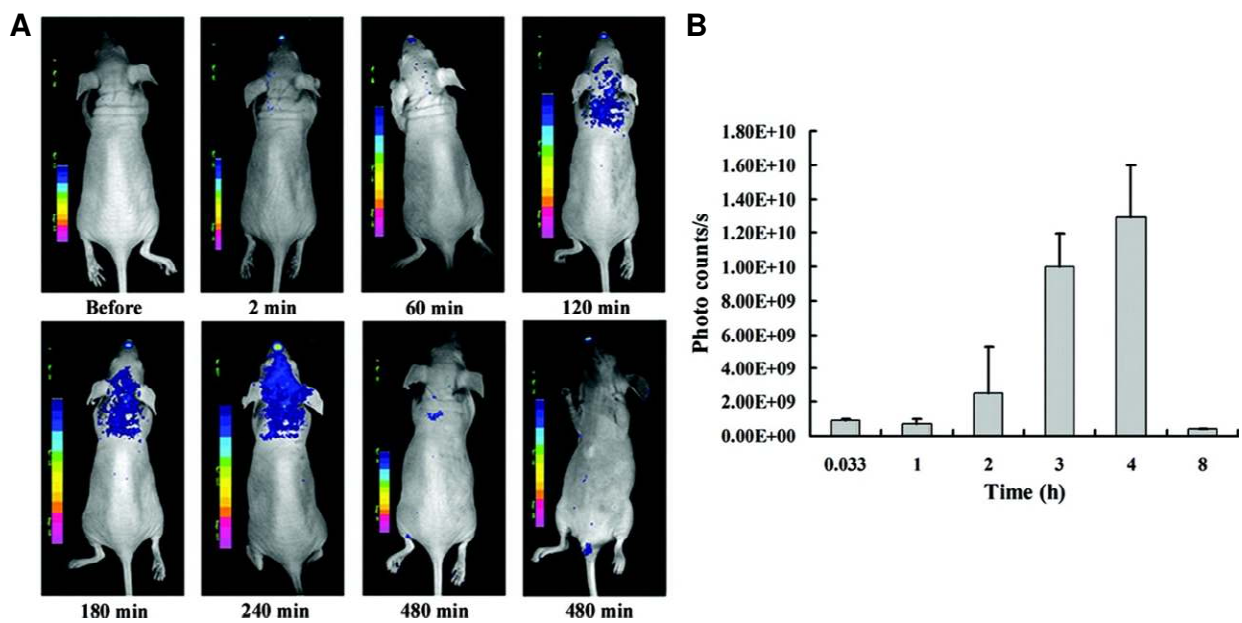 A
B
Before
2 min
60 min
120 min
180 min
240 min
480 min
480 min
Photo counts/s
1.80E+10
1.60E+10
1.40E+10
1.20E+10
1.00E+10
8.00E+09
6.00E+09
4.00E+09
2.00E+09
0.00E+00
0.033
1
2
3
4
8
Time (h)